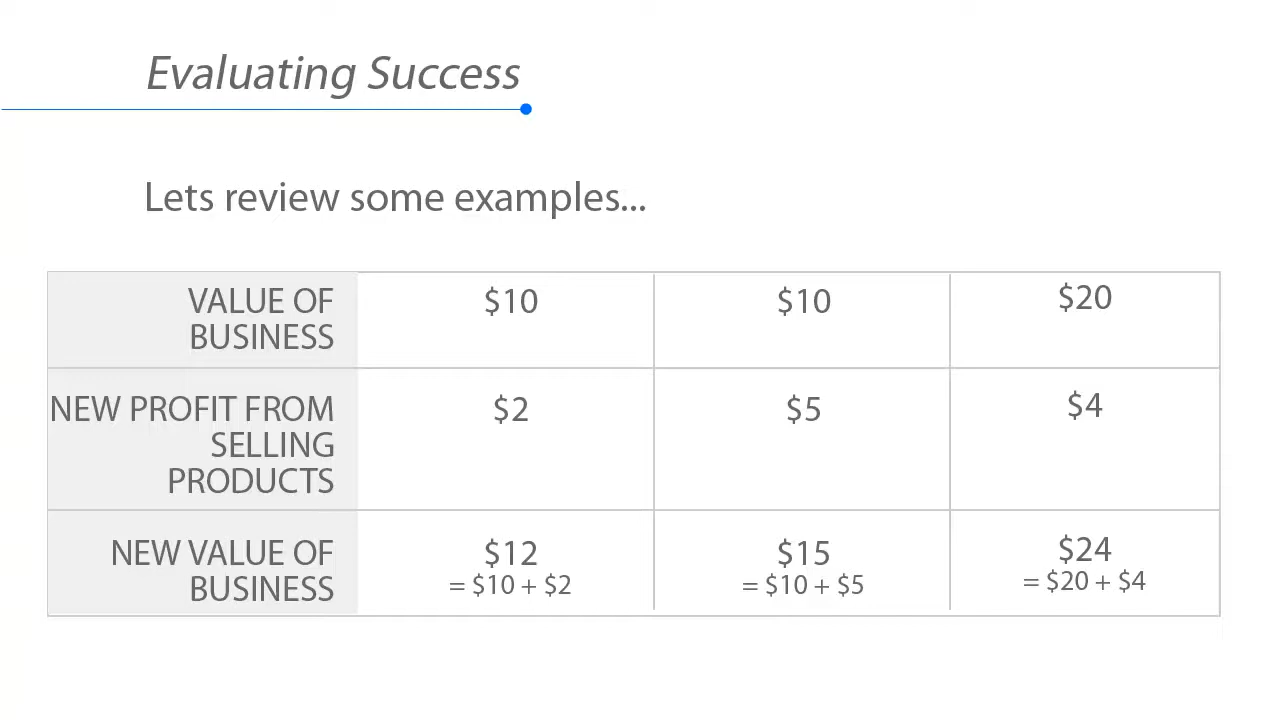 Evaluating Success
Lets review some examples...
VALUE OF
BUSINESS
$10
$10
$20
NEW PROFIT FROM
SELLING
PRODUCTS
$2
$5
$4
NEW VALUE OF
BUSINESS
$12
= $10 + $2
$15
= $10 + $5
$24
= $20 + $4